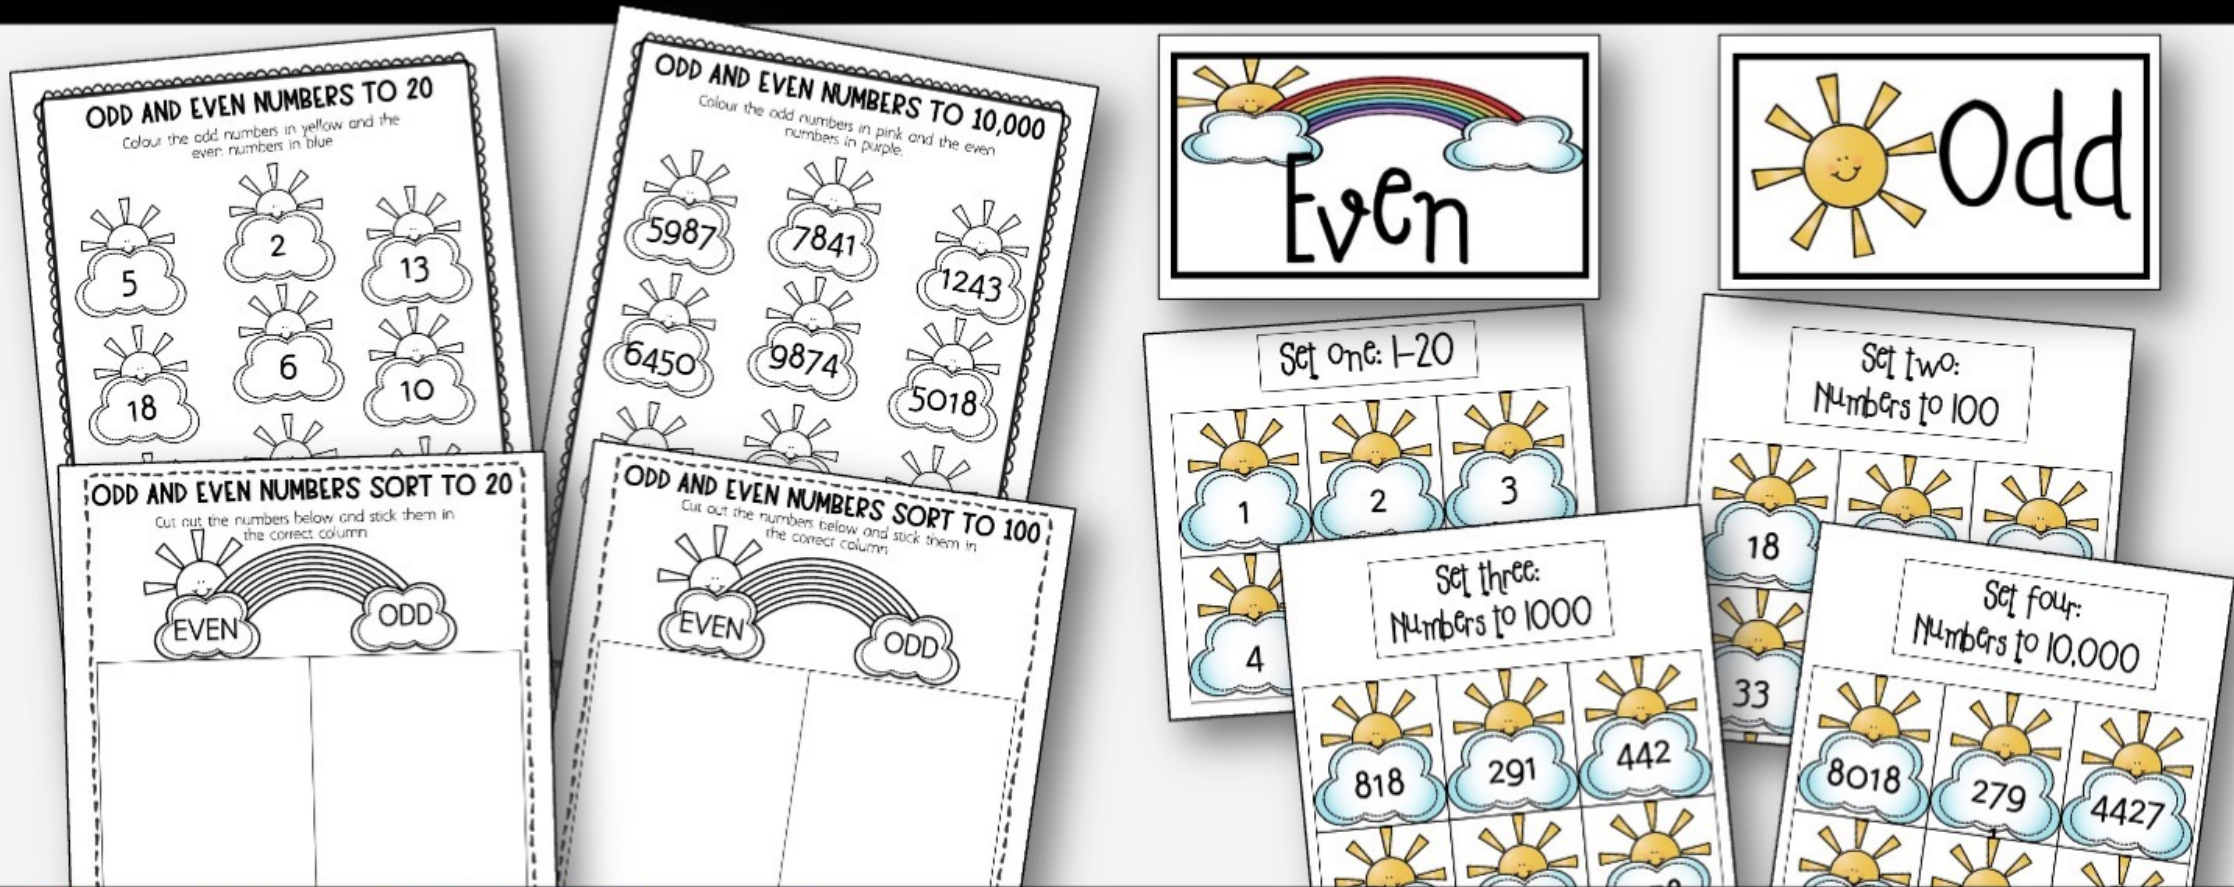 ODD AND EVEN NUMBERS TO 20
Colour the odd numbers in yellow and the
even numbers in blue
5
2
13
18
6
10
ODD AND EVEN NUMBERS TO 10,000
Colour the odd numbers in pink and the even
numbers in purple.
5987
7841
1243
6450
9874
5018
ODD AND EVEN NUMBERS SORT TO 20
Cut out the numbers below and stick them in
the correct column
EVEN
ODD
ODD AND EVEN NUMBERS SORT TO 100
Cut out the numbers below and stick them in
the correct column
EVEN
ODD
Even
Odd
Set one: 1-20
1
2
3
4
Set two:
Numbers to 100
18
33
Set three:
Numbers to 1000
818
291
442
Set four:
Numbers to 10,000
8018
279
4427